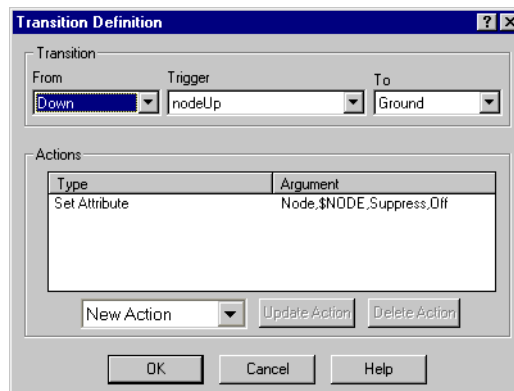 Transition Definition
Transition
From Trigger To
Down nodeUp Ground
Actions
Type Argument
Set Attribute Node,$NODE,Suppress,Off
New Action Update Action Delete Action
OK Cancel Help